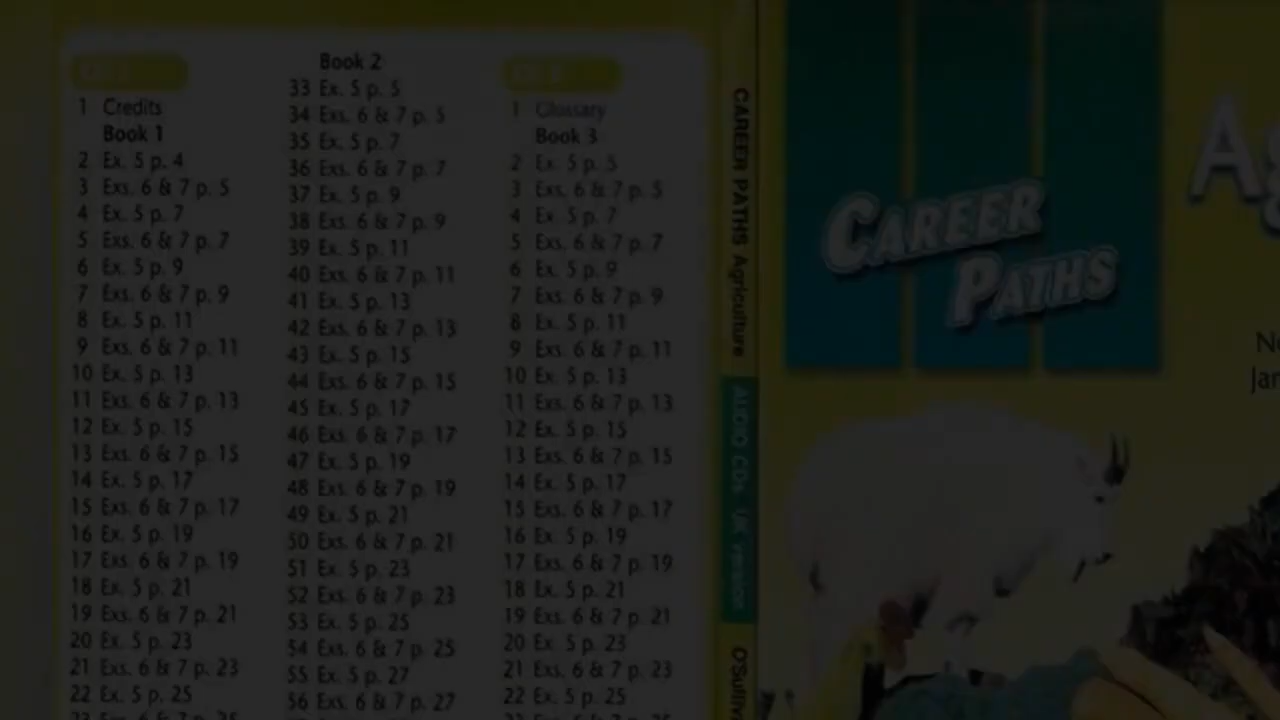 1 Credits
Book 1
2 Ex. 5 p. 4
3 Exs. 6 & 7 p. 5
4 Ex. 5 p. 7
5 Exs. 6 & 7 p. 7
6 Ex. 5 p. 9
7 Exs. 6 & 7 p. 9
8 Ex. 5 p. 11
9 Exs. 6 & 7 p. 11
10 Ex. 5 p. 13
11 Exs. 6 & 7 p. 13
12 Ex. 5 p. 15
13 Exs. 6 & 7 p. 15
14 Ex. 5 p. 17
15 Exs. 6 & 7 p. 17
16 Ex. 5 p. 19
17 Exs. 6 & 7 p. 19
18 Ex. 5 p. 21
19 Exs. 6 & 7 p. 21
20 Ex. 5 p. 23
21 Exs. 6 & 7 p. 23
22 Ex. 5 p. 25
Book 2
33 Ex. 5 p. 5
34 Exs. 6 & 7 p. 5
35 Ex. 5 p. 7
36 Exs. 6 & 7 p. 7
37 Ex. 5 p. 9
38 Exs. 6 & 7 p. 9
39 Ex. 5 p. 11
40 Exs. 6 & 7 p. 11
41 Ex. 5 p. 13
42 Exs. 6 & 7 p. 13
43 Ex. 5 p. 15
44 Exs. 6 & 7 p. 15
45 Ex. 5 p. 17
46 Exs. 6 & 7 p. 17
47 Ex. 5 p. 19
48 Exs. 6 & 7 p. 19
49 Ex. 5 p. 21
50 Exs. 6 & 7 p. 21
51 Ex. 5 p. 23
52 Exs. 6 & 7 p. 23
53 Ex. 5 p. 25
54 Exs. 6 & 7 p. 25
55 Ex. 5 p. 27
56 Exs. 6 & 7 p. 27
1 Glossary
Book 3
2 Ex. 5 p. 5
3 Exs. 6 & 7 p. 5
4 Ex. 5 p. 7
5 Exs. 6 & 7 p. 7
6 Ex. 5 p. 9
7 Exs. 6 & 7 p. 9
8 Ex. 5 p. 11
9 Exs. 6 & 7 p. 11
10 Ex. 5 p. 13
11 Exs. 6 & 7 p. 13
12 Ex. 5 p. 15
13 Exs. 6 & 7 p. 15
14 Ex. 5 p. 17
15 Exs. 6 & 7 p. 17
16 Ex. 5 p. 19
17 Exs. 6 & 7 p. 19
18 Ex. 5 p. 21
19 Exs. 6 & 7 p. 21
20 Ex. 5 p. 23
21 Exs. 6 & 7 p. 23
22 Ex. 5 p. 25
CAREER PATHS Agriculture
AUDIO CDs UK version
CAREER
PATHS